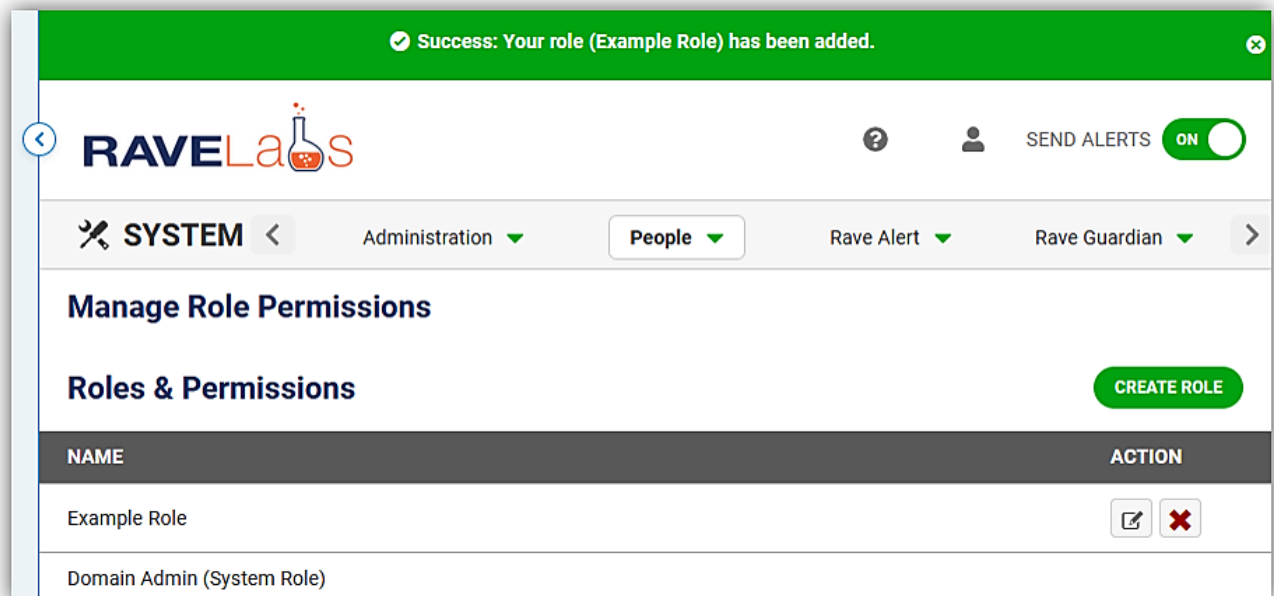 Success: Your role (Example Role) has been added.
RAVELabs
SEND ALERTS ON
SYSTEM Administration People Rave Alert Rave Guardian
Manage Role Permissions
Roles & Permissions CREATE ROLE
NAME ACTION
Example Role
Domain Admin (System Role)